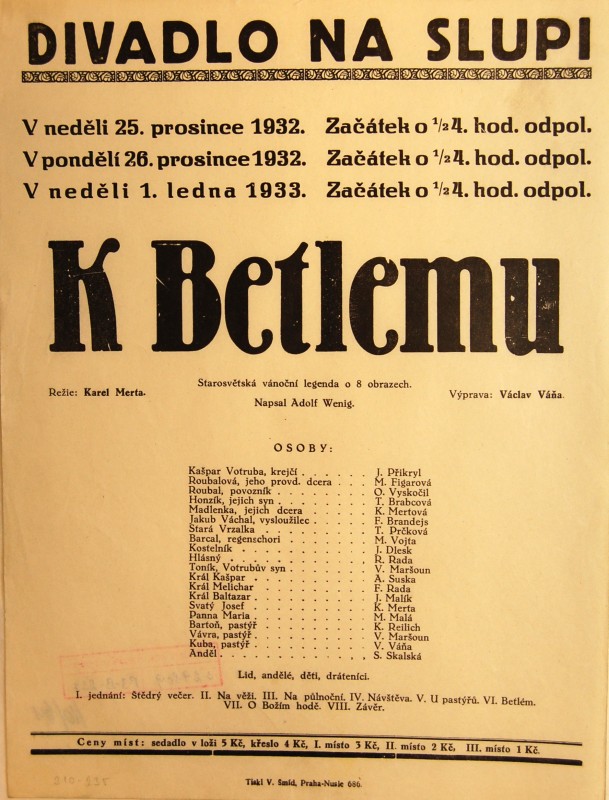 DIVADLO NA SLUPI
V neděli 25. prosince 1932. Začátek o 1/2 4. hod. odpol.
V pondělí 26. prosince 1932. Začátek o 1/2 4. hod. odpol.
V neděli 1. ledna 1933. Začátek o 1/2 4. hod. odpol.
K Betlemu
Starosvětská vánoční legenda o 8 obrazech.
Režie: Karel Merta. Výprava: Václav Váňa.
Napsal Adolf Wenig.
OSOBY:
Kašpar Votruba, krejčí . . . . . . J. Přikryl
Roubalová, jeho provd. dcera . . . M. Figarová
Roubal, povozník . . . . . . . . O. Vyskočil
Honzík, jejich syn . . . . . . . . T. Brabcová
Madlenka, jejich dcera . . . . . . K. Mertová
Jakub Váchal, vysloužilec . . . . . F. Brandejs
Stará Vrzalka . . . . . . . . . T. Prčková
Barcal, regenschori . . . . . . . M. Vojta
Kostelník . . . . . . . . . . J. Dlesk
Hlásný . . . . . . . . . . . R. Rada
Toník, Votrubův syn . . . . . . . V. Maršoun
Král Kašpar . . . . . . . . . A. Suska
Král Melichar . . . . . . . . . F. Rada
Král Baltazar . . . . . . . . . J. Malík
Svatý Josef . . . . . . . . . . K. Merta
Panna Maria . . . . . . . . . . M. Malá
Bartoň, pastýř . . . . . . . . . K. Reilich
Vávra, pastýř . . . . . . . . . V. Maršoun
Kuba, pastýř . . . . . . . . . V. Váňa
Anděl . . . . . . . . . . . S. Skalská
Lid, andělé, děti, dráteníci.
I. jednání: Štědrý večer. II. Na věži. III. Na půlnoční. IV. Návštěva. V. U pastýřů. VI. Betlém.
VII. O Božím hodě. VIII. Závěr.
Ceny míst: sedadlo v loži 5 Kč, křeslo 4 Kč, I. místo 3 Kč, II. místo 2 Kč, III. místo 1 Kč.
Tiskl V. Šmíd, Praha-Nusle 686.